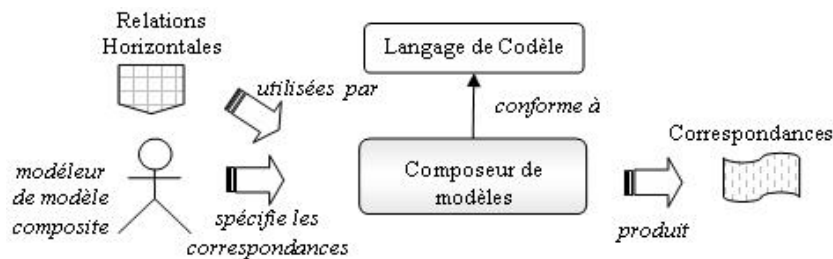 Relations
Horizontales
Langage de Codèle
utilisées par
conforme à
Correspondances
modéleur
de modèle
composite
Composeur de
modèles
spécifie les
correspondances
produit